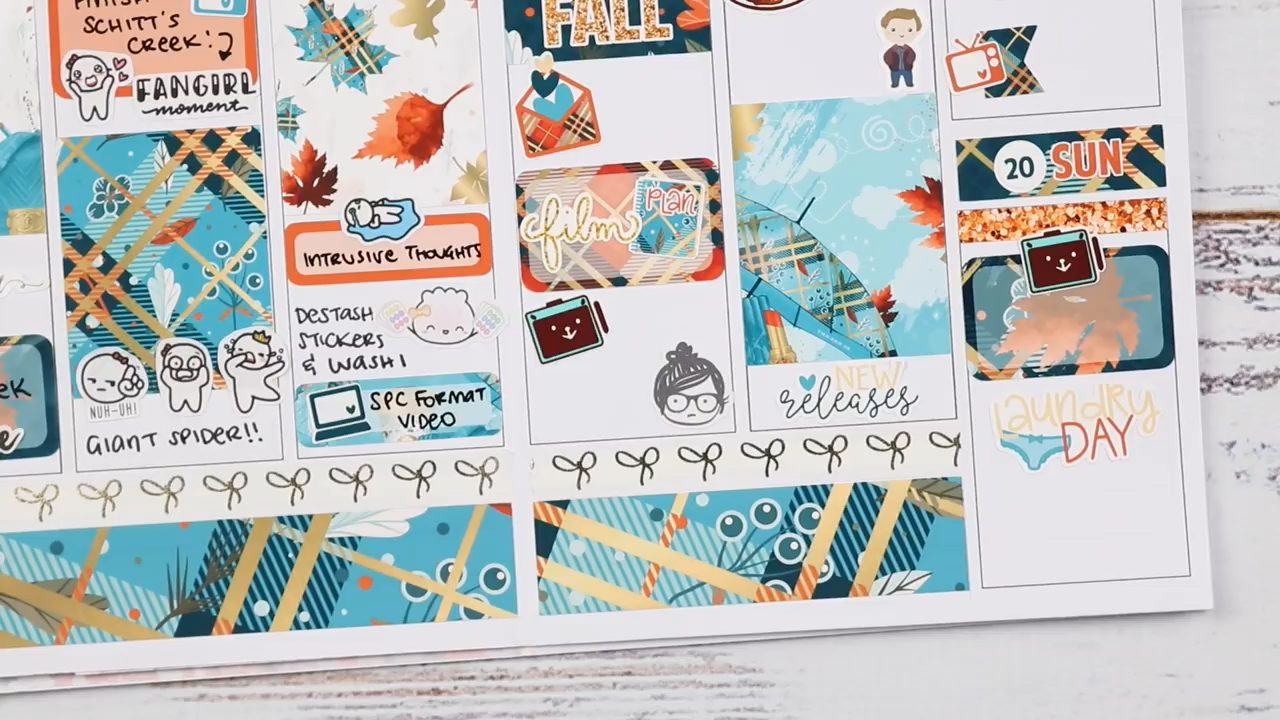 FINISH
SCHITT'S
CREEK!
FANGIRL
moment
NUH-UH!
GIANT SPIDER!!
INTRUSIVE THOUGHTS
DESTASH
STICKERS
& WASHI
SPC FORMAT
VIDEO
FALL
film
PLAN
NEW
releases
20 SUN
laundry
DAY